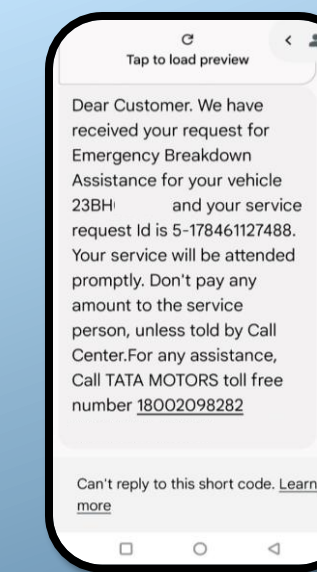 Tap to load preview
Dear Customer. We have
received your request for
Emergency Breakdown
Assistance for your vehicle
23BH and your service
request Id is 5-178461127488.
Your service will be attended
promptly. Don't pay any
amount to the service
person, unless told by Call
Center.For any assistance,
Call TATA MOTORS toll free
number 18002098282
Can't reply to this short code. Learn
more